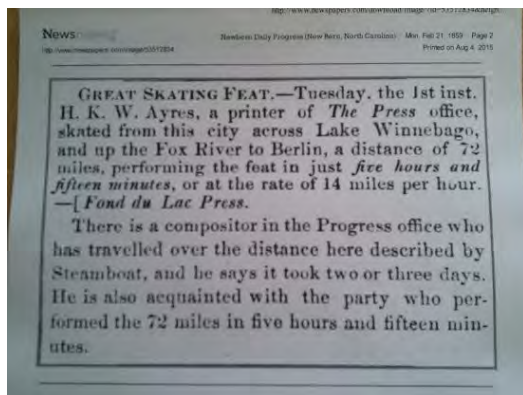 News
Newbern Daily Progress (New Bern, North Carolina) Mon, Feb 21, 1859 Page 2
Printed on Aug 4, 2015
GREAT SKATING FEAT.—Tuesday, the 1st inst.
H. K. W. Ayres, a printer of The Press office,
skated from this city across Lake Winnebago,
and up the Fox River to Berlin, a distance of 72
miles, performing the feat in just five hours and
fifteen minutes, or at the rate of 14 miles per hour.
—[Fond du Lac Press.
There is a compositor in the Progress office who
has travelled over the distance here described by
Steamboat, and he says it took two or three days.
He is also acquainted with the party who per-
formed the 72 miles in five hours and fifteen min-
utes.